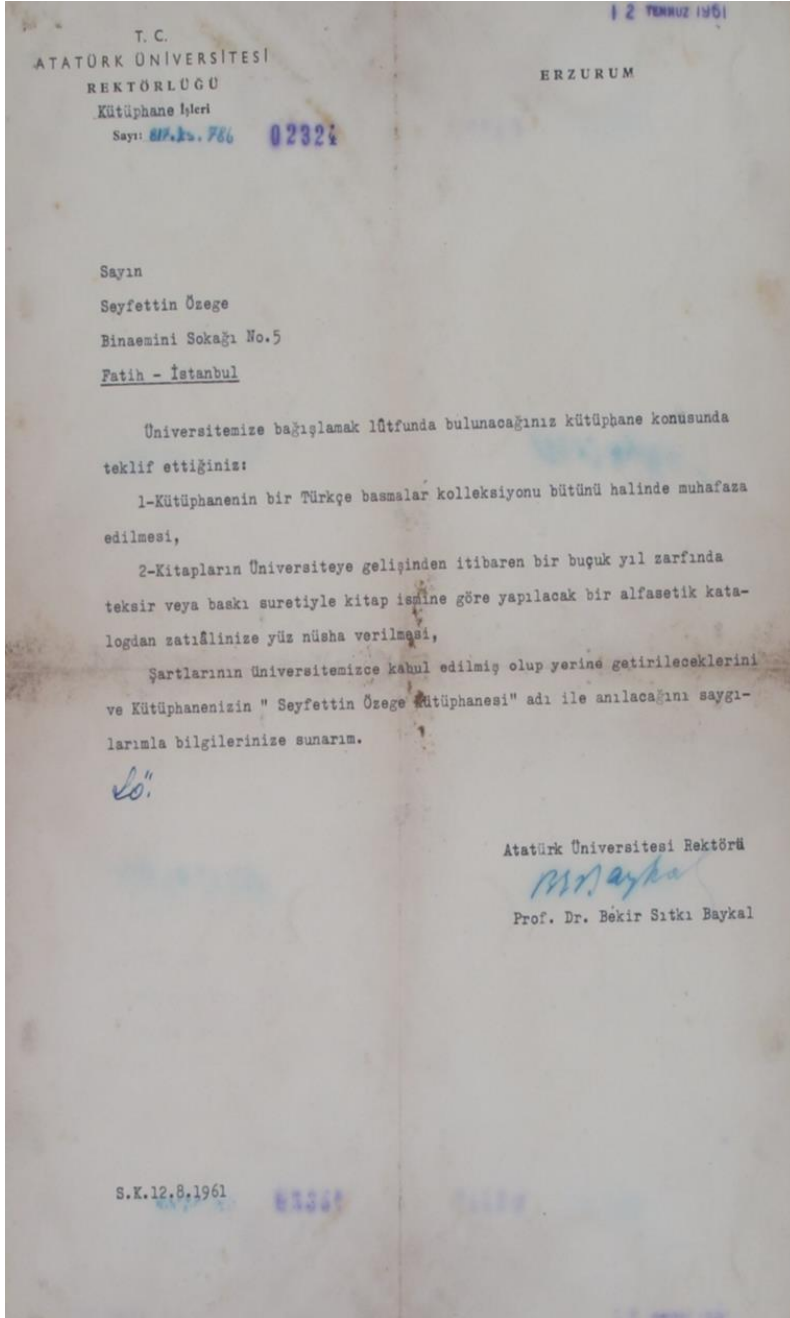 12 TEMMUZ 1961
T. C.
ATATÜRK ÜNİVERSİTESİ
REKTÖRLÜĞÜ
ERZURUM
Kütüphane İşleri
Sayı: 786 02324
Sayın
Seyfettin Özege
Binaemini Sokağı No.5
Fatih - İstanbul
Üniversitemize bağışlamak lûtfunda bulunacağınız kütüphane konusunda
teklif ettiğiniz:
1-Kütüphanenin bir Türkçe basmalar kolleksiyonu bütünü halinde muhafaza
edilmesi,
2-Kitapların Üniversiteye gelişinden itibaren bir buçuk yıl zarfında
teksir veya baskı suretiyle kitap ismine göre yapılacak bir alfasetik kata-
logdan zatıâlinize yüz nüsha verilmesi,
Şartlarının üniversitemizce kabul edilmiş olup yerine getirileceklerini
ve Kütüphanenizin " Seyfettin Özege Kütüphanesi" adı ile anılacağını saygı-
larımla bilgilerinize sunarım.
Atatürk Üniversitesi Rektörü
Prof. Dr. Bekir Sıtkı Baykal
S.K.12.8.1961